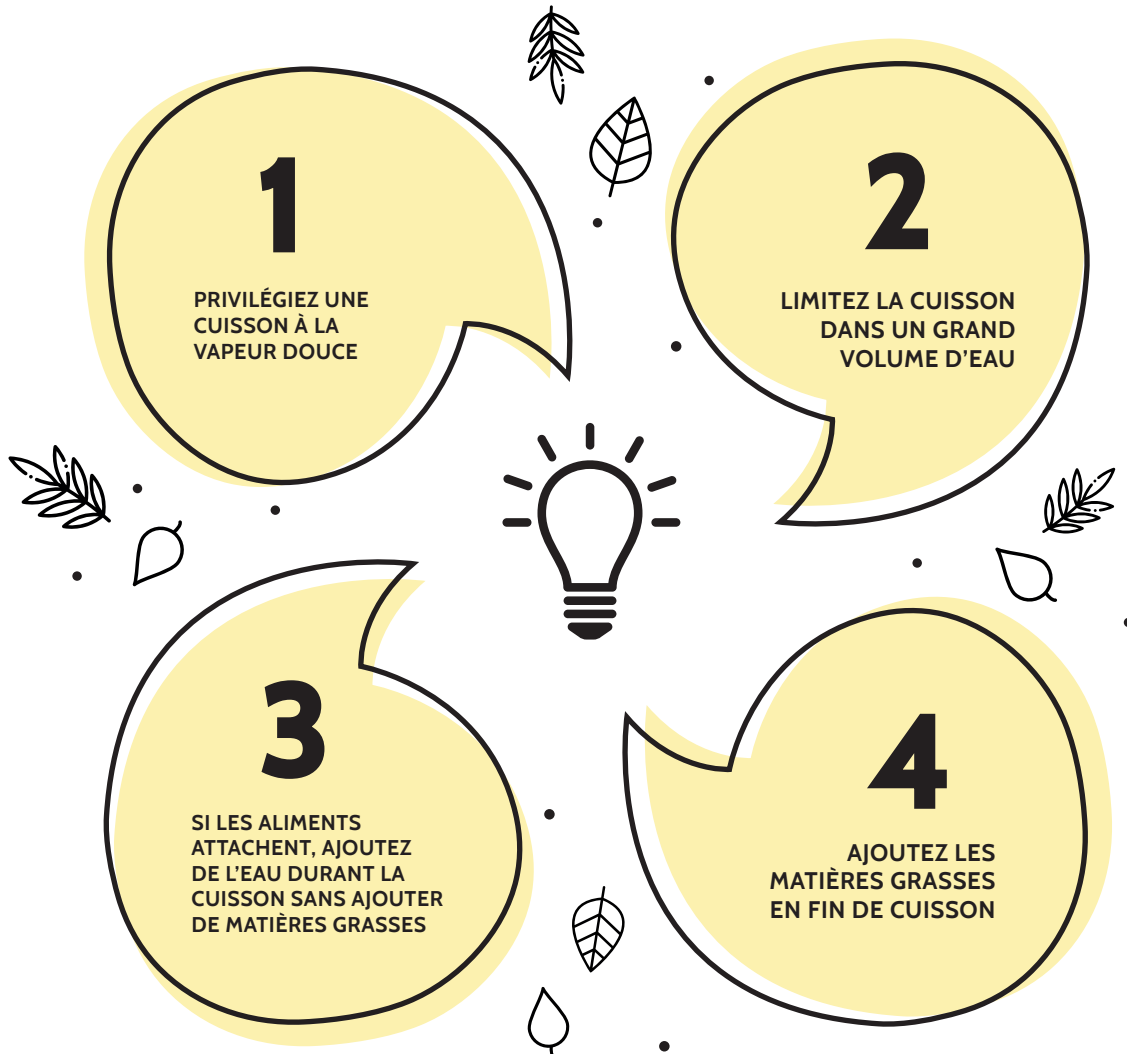 1
PRIVILÉGIEZ UNE
CUISSON À LA
VAPEUR DOUCE
2
LIMITEZ LA CUISSON
DANS UN GRAND
VOLUME D’EAU
3
SI LES ALIMENTS
ATTACHENT, AJOUTEZ
DE L’EAU DURANT LA
CUISSON SANS AJOUTER
DE MATIÈRES GRASSES
4
AJOUTEZ LES
MATIÈRES GRASSES
EN FIN DE CUISSON